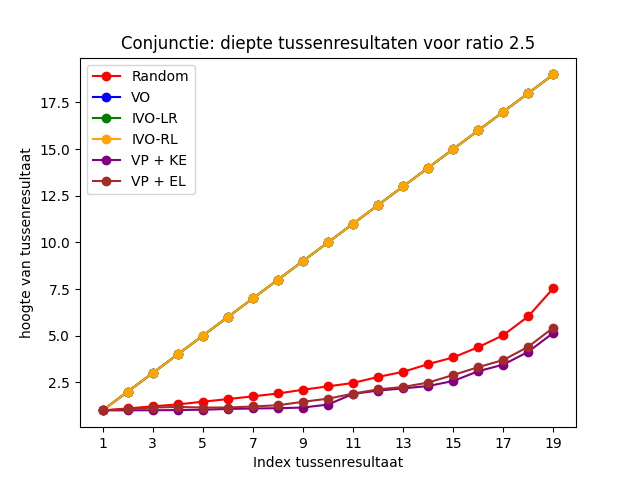 Conjunctie: diepte tussenresultaten voor ratio 2.5
hoogte van tussenresultaat
17.5
15.0
12.5
10.0
7.5
5.0
2.5
Random
VO
IVO-LR
IVO-RL
VP + KE
VP + EL
1 3 5 7 9 11 13 15 17 19
Index tussenresultaat